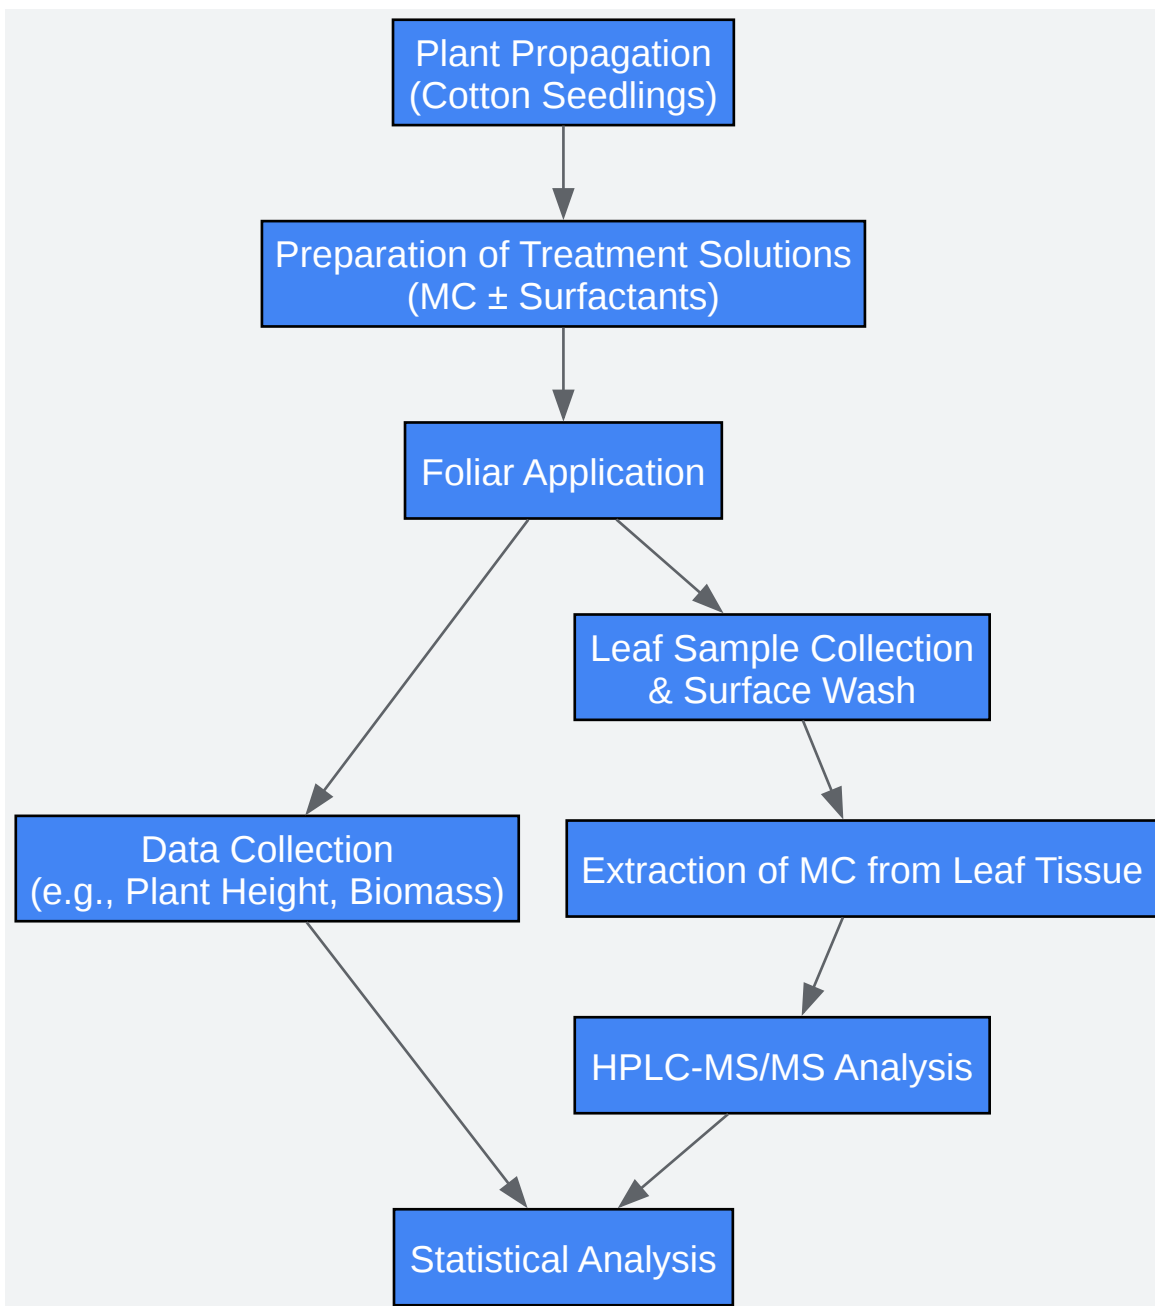 Plant Propagation
(Cotton Seedlings)
Preparation of Treatment Solutions
(MC ± Surfactants)
Foliar Application
Leaf Sample Collection
& Surface Wash
Data Collection
(e.g., Plant Height, Biomass)
Extraction of MC from Leaf Tissue
HPLC-MS/MS Analysis
Statistical Analysis